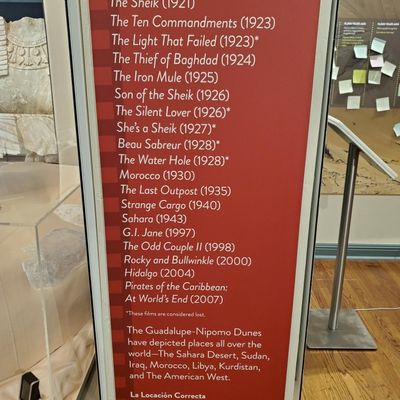 The Sheik (1921)
The Ten Commandments (1923)
The Light That Failed (1923)*
The Thief of Baghdad (1924)
The Iron Mule (1925)
Son of the Sheik (1926)
The Silent Lover (1926)*
She's a Sheik (1927)*
Beau Sabreur (1928)*
The Water Hole (1928)*
Morocco (1930)
The Last Outpost (1935)
Strange Cargo (1940)
Sahara (1943)
G.I. Jane (1997)
The Odd Couple II (1998)
Rocky and Bullwinkle (2000)
Hidalgo (2004)
Pirates of the Caribbean:
At World's End (2007)
*These films are considered lost.
The Guadalupe-Nipomo Dunes
have depicted places all over the
world—The Sahara Desert, Sudan,
Iraq, Morocco, Libya, Kurdistan,
and The American West.
La Locación Correcta